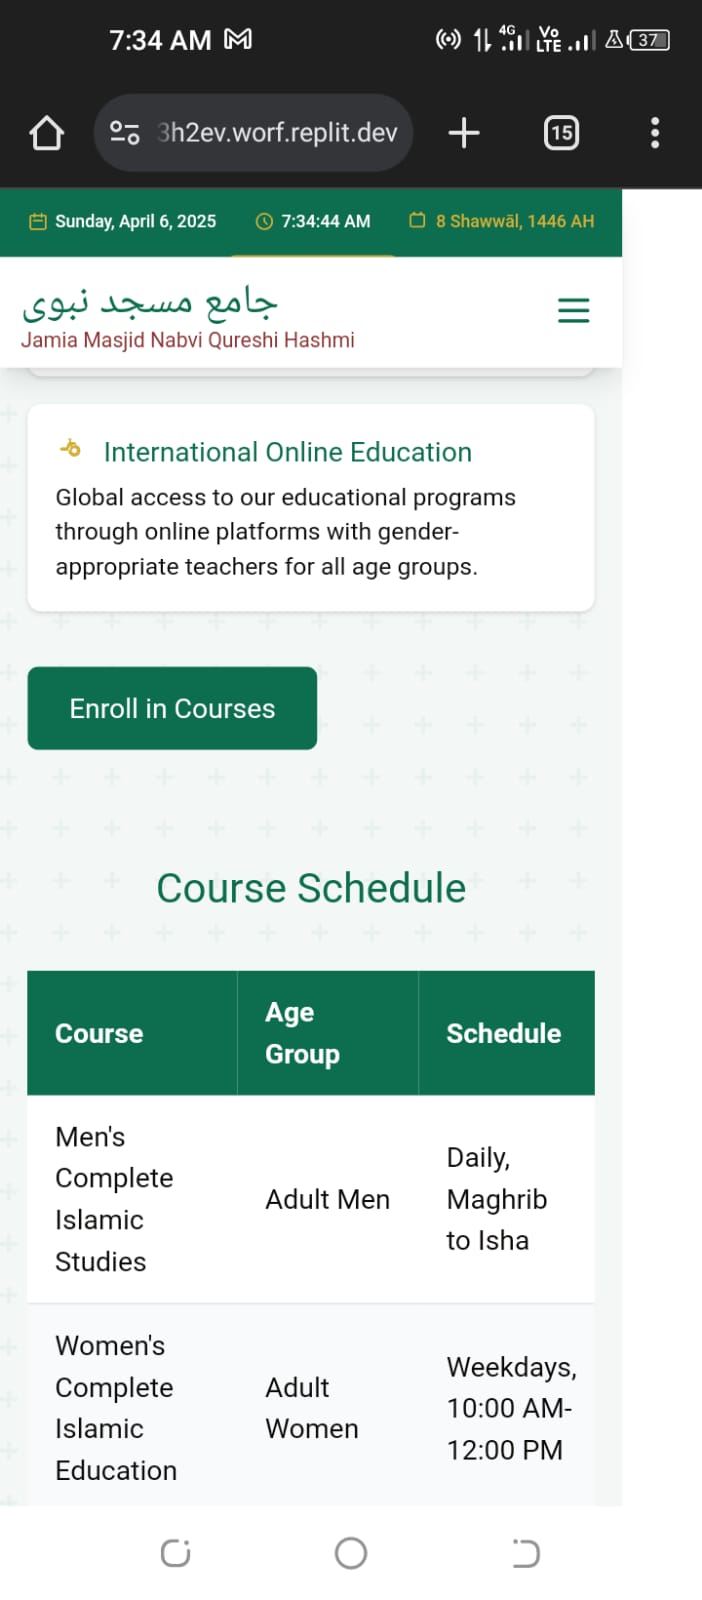 7:34 AM
4G
Vo
LTE
37
3h2ev.worf.replit.dev
15
Sunday, April 6, 2025 7:34:44 AM 8 Shawwāl, 1446 AH
جامع مسجد نبوی
Jamia Masjid Nabvi Qureshi Hashmi
International Online Education
Global access to our educational programs
through online platforms with gender-
appropriate teachers for all age groups.
Enroll in Courses
Course Schedule
Course
Age
Group
Schedule
Men's
Complete
Islamic
Studies
Adult Men
Daily,
Maghrib
to Isha
Women's
Complete
Islamic
Education
Adult
Women
Weekdays,
10:00 AM-
12:00 PM